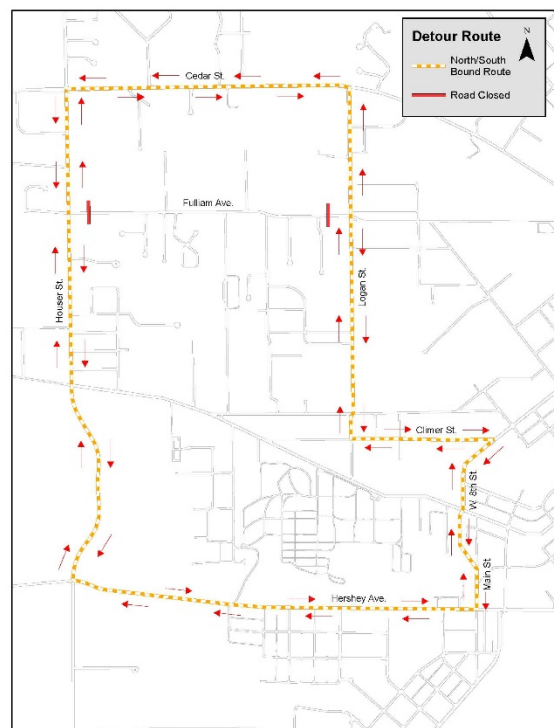 Detour Route
N
North/South
Bound Route
Road Closed
Cedar St.
Fulliam Ave.
Houser St.
Logan St.
Climer St.
W. 8th St.
Main St.
Hershey Ave.